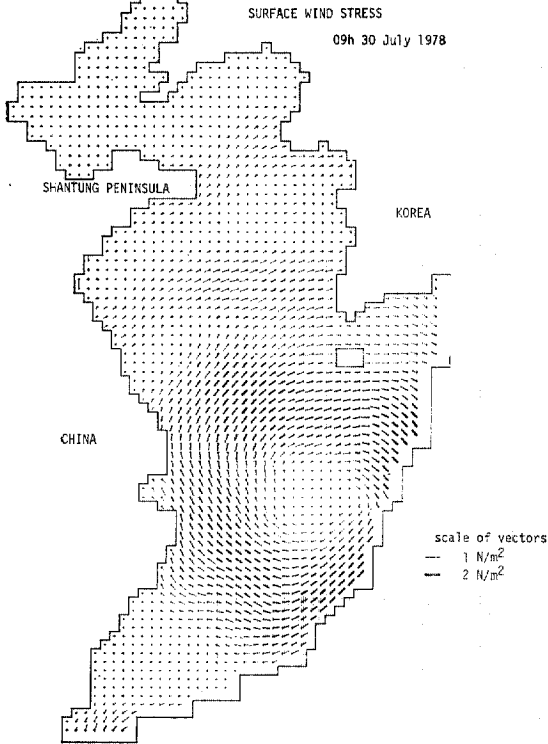 SURFACE WIND STRESS
09h 30 July 1978
SHANTUNG PENINSULA
KOREA
CHINA
scale of vectors
1 N/m²
2 N/m²